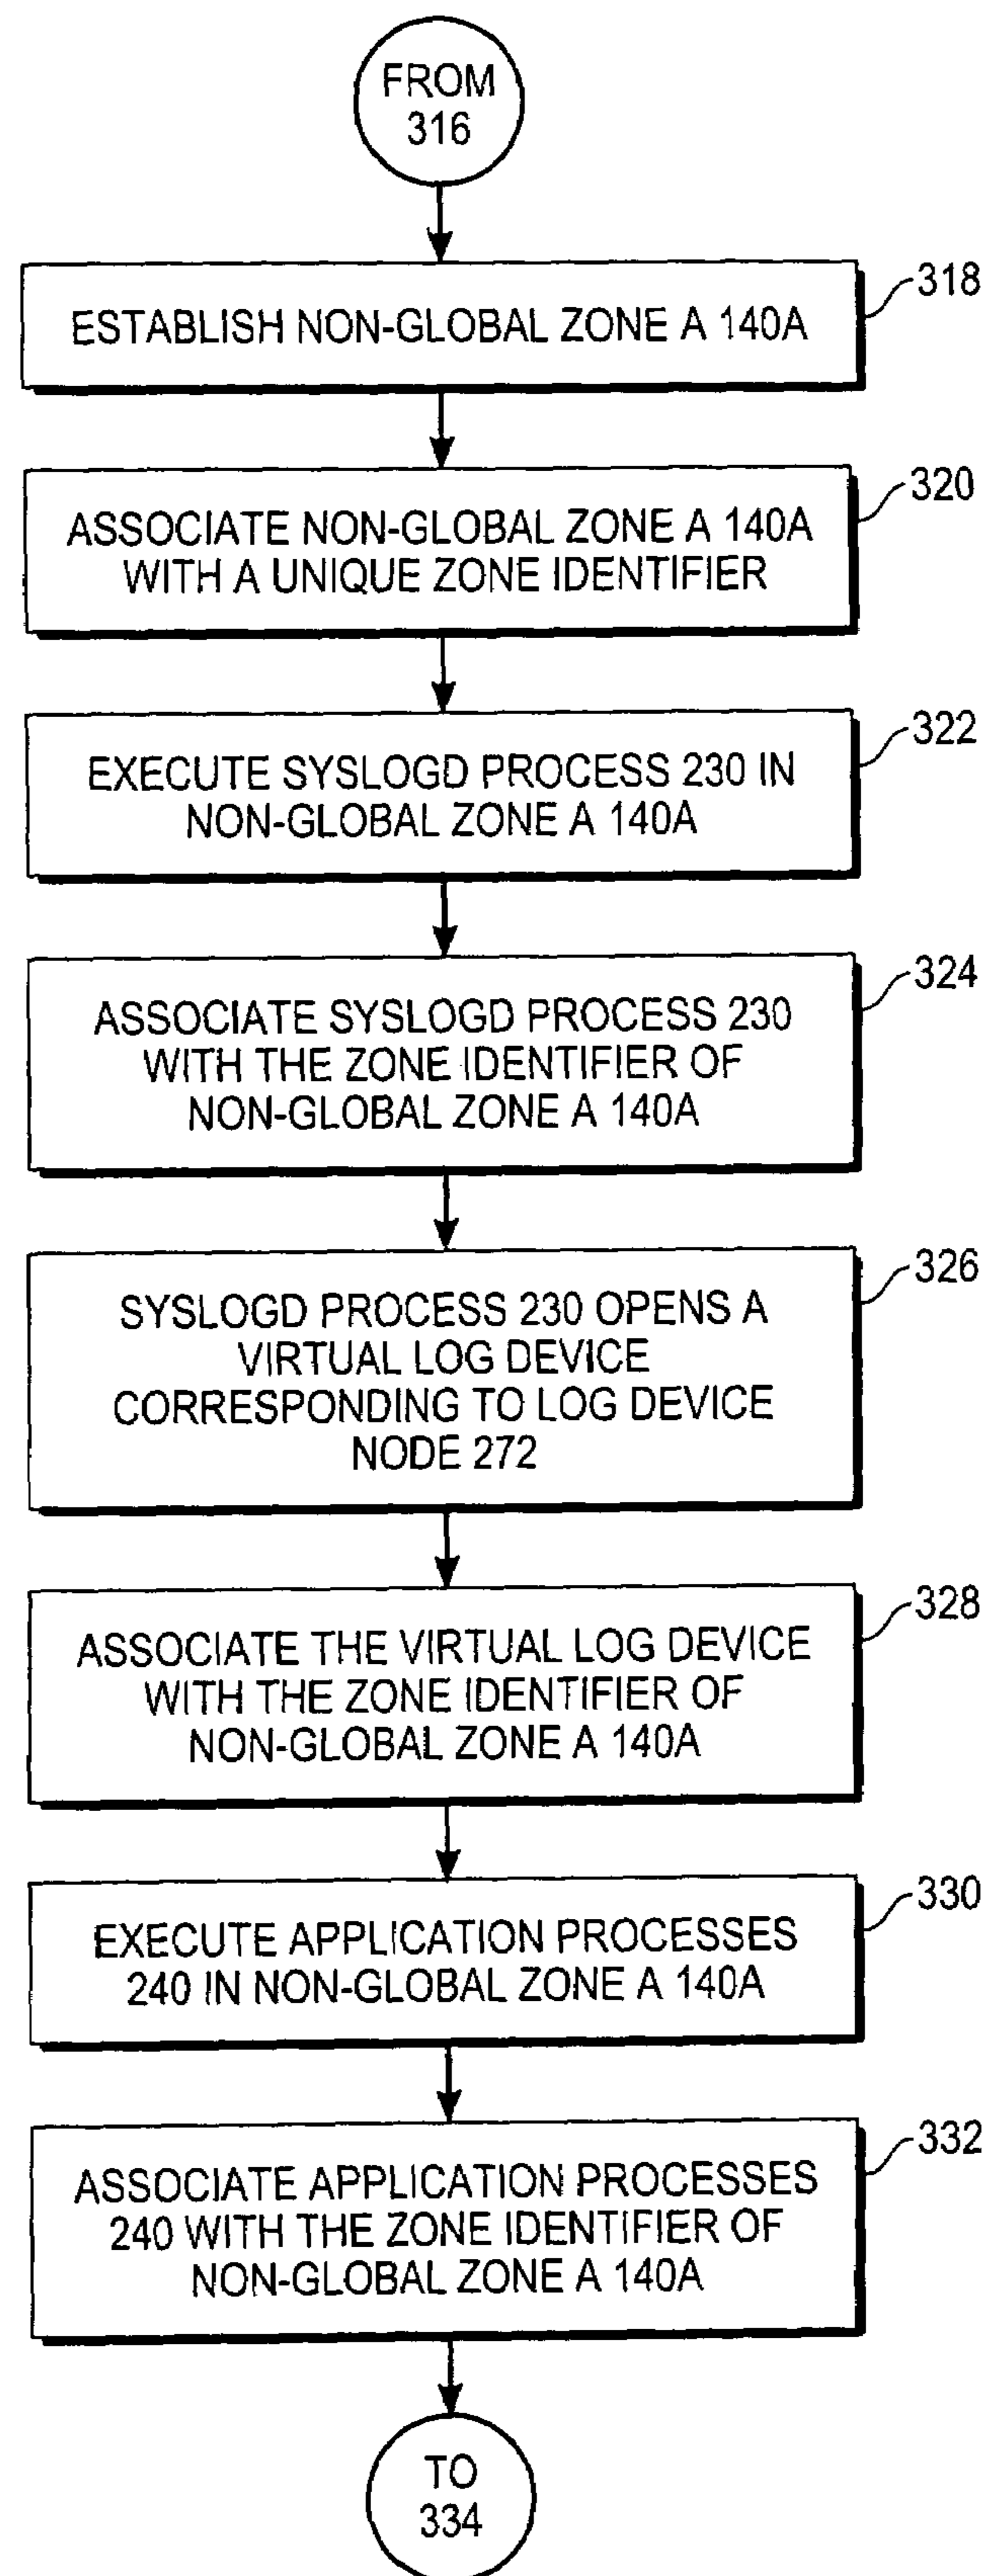 FROM
316
318
ESTABLISH NON-GLOBAL ZONE A 140A
320
ASSOCIATE NON-GLOBAL ZONE A 140A
WITH A UNIQUE ZONE IDENTIFIER
322
EXECUTE SYSLOGD PROCESS 230 IN
NON-GLOBAL ZONE A 140A
324
ASSOCIATE SYSLOGD PROCESS 230
WITH THE ZONE IDENTIFIER OF
NON-GLOBAL ZONE A 140A
326
SYSLOGD PROCESS 230 OPENS A
VIRTUAL LOG DEVICE
CORRESPONDING TO LOG DEVICE
NODE 272
328
ASSOCIATE THE VIRTUAL LOG DEVICE
WITH THE ZONE IDENTIFIER OF
NON-GLOBAL ZONE A 140A
330
EXECUTE APPLICATION PROCESSES
240 IN NON-GLOBAL ZONE A 140A
332
ASSOCIATE APPLICATION PROCESSES
240 WITH THE ZONE IDENTIFIER OF
NON-GLOBAL ZONE A 140A
TO
334